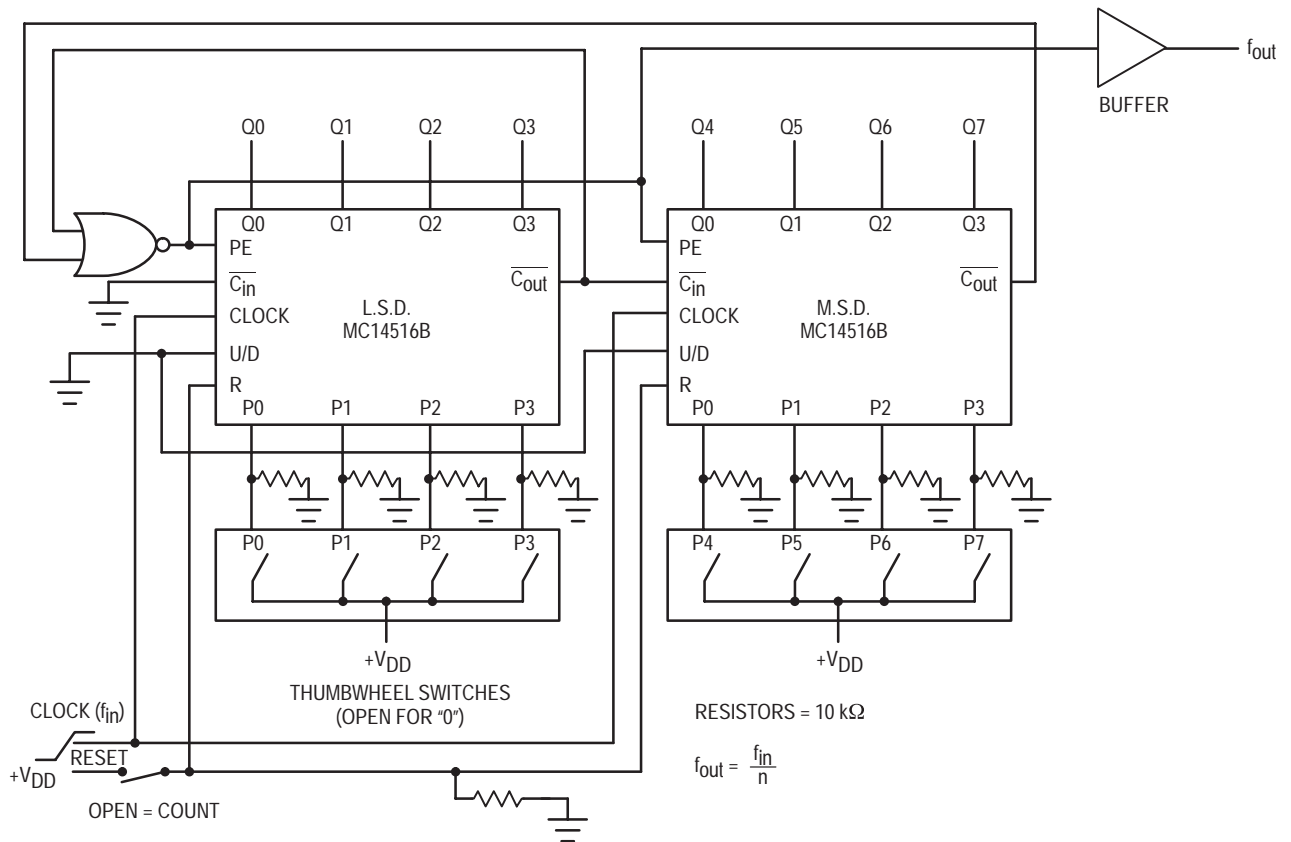 fout
BUFFER
Q0 Q1 Q2 Q3 Q4 Q5 Q6 Q7
Q0 Q1 Q2 Q3 Q0 Q1 Q2 Q3
PE PE
Cin Cout Cin Cout
L.S.D. M.S.D.
CLOCK MC14516B CLOCK MC14516B
U/D U/D
R R
P0 P1 P2 P3 P0 P1 P2 P3
P0 P1 P2 P3 P4 P5 P6 P7
+VDD +VDD
THUMBWHEEL SWITCHES
(OPEN FOR “0”)
RESISTORS = 10 kΩ
CLOCK (fin)
RESET
+VDD
fout = fin
n
OPEN = COUNT